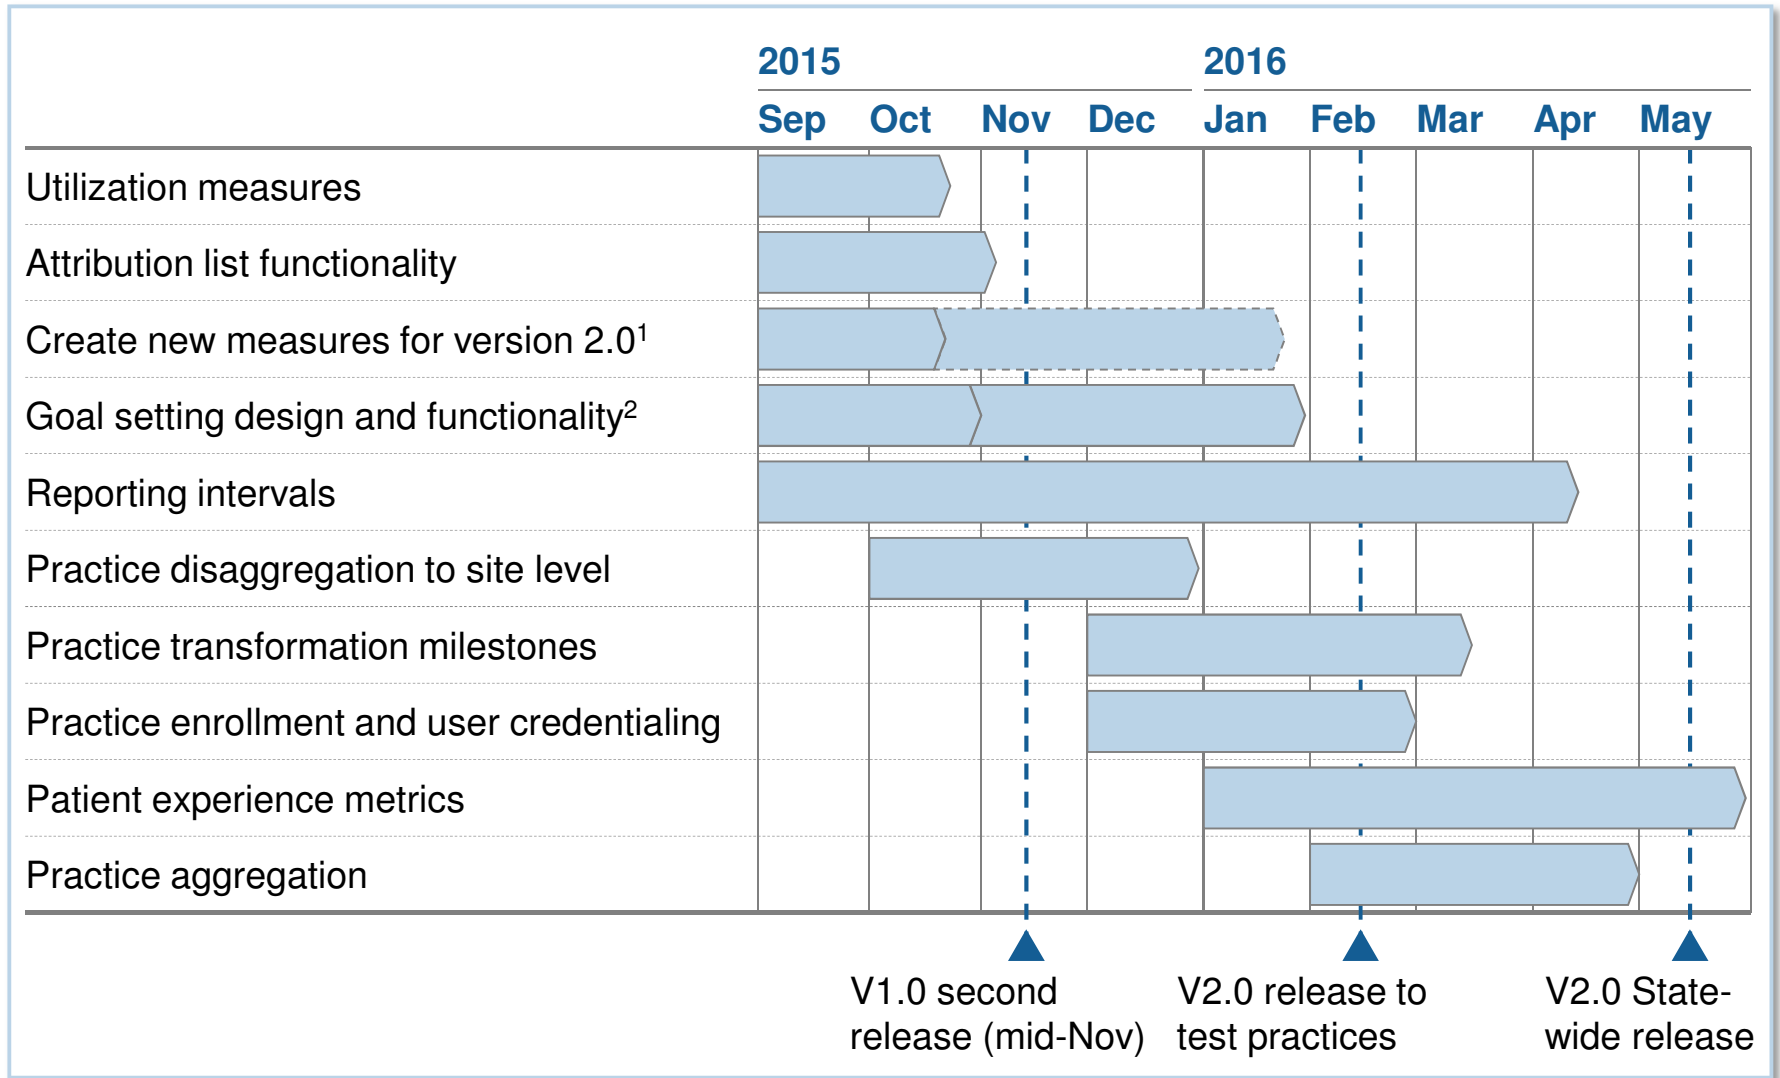 2015 2016
Sep Oct Nov Dec Jan Feb Mar Apr May
Utilization measures
Attribution list functionality
Create new measures for version 2.0¹
Goal setting design and functionality²
Reporting intervals
Practice disaggregation to site level
Practice transformation milestones
Practice enrollment and user credentialing
Patient experience metrics
Practice aggregation
V1.0 second
release (mid-Nov)
V2.0 release to
test practices
V2.0 State-
wide release